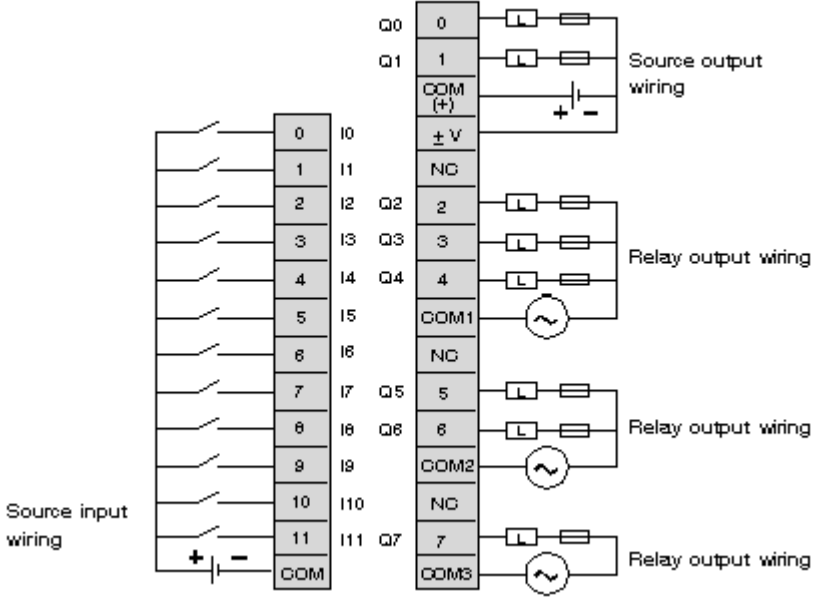 Q0 0 L
Q1 1 L
Source output
wiring
COM
(+)
+ −
± V
NC
0 I0
1 I1
2 I2 Q2 2 L
3 I3 Q3 3 L
Relay output wiring
4 I4 Q4 4 L
5 I5 COM1 ~
6 I6 NC
7 I7 Q5 5 L
8 I8 Q6 6 L
Relay output wiring
9 I9 COM2 ~
10 I10 NC
Source input
wiring
11 I11 Q7 7 L
Relay output wiring
+ −
COM COM3 ~